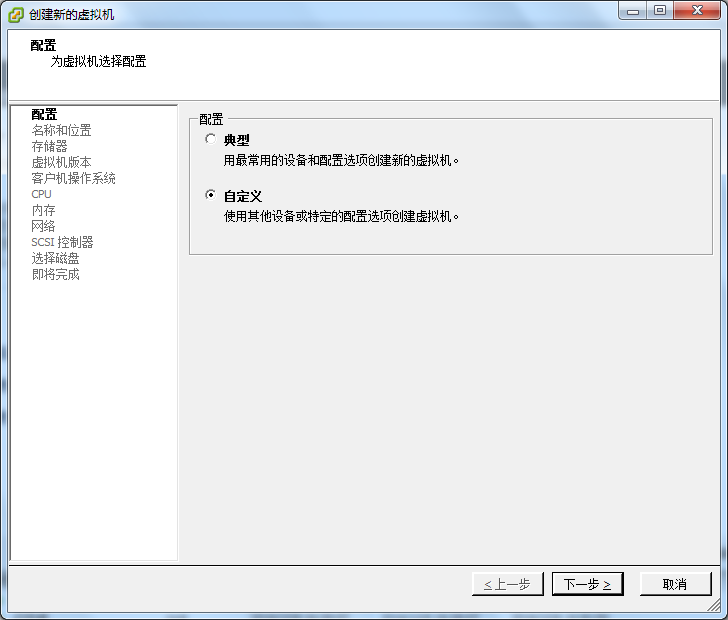 创建新的虚拟机
配置
为虚拟机选择配置
配置
名称和位置
存储器
虚拟机版本
客户机操作系统
CPU
内存
网络
SCSI 控制器
选择磁盘
即将完成
配置
典型
用最常用的设备和配置选项创建新的虚拟机。
自定义
使用其他设备或特定的配置选项创建虚拟机。
< 上一步
下一步 >
取消